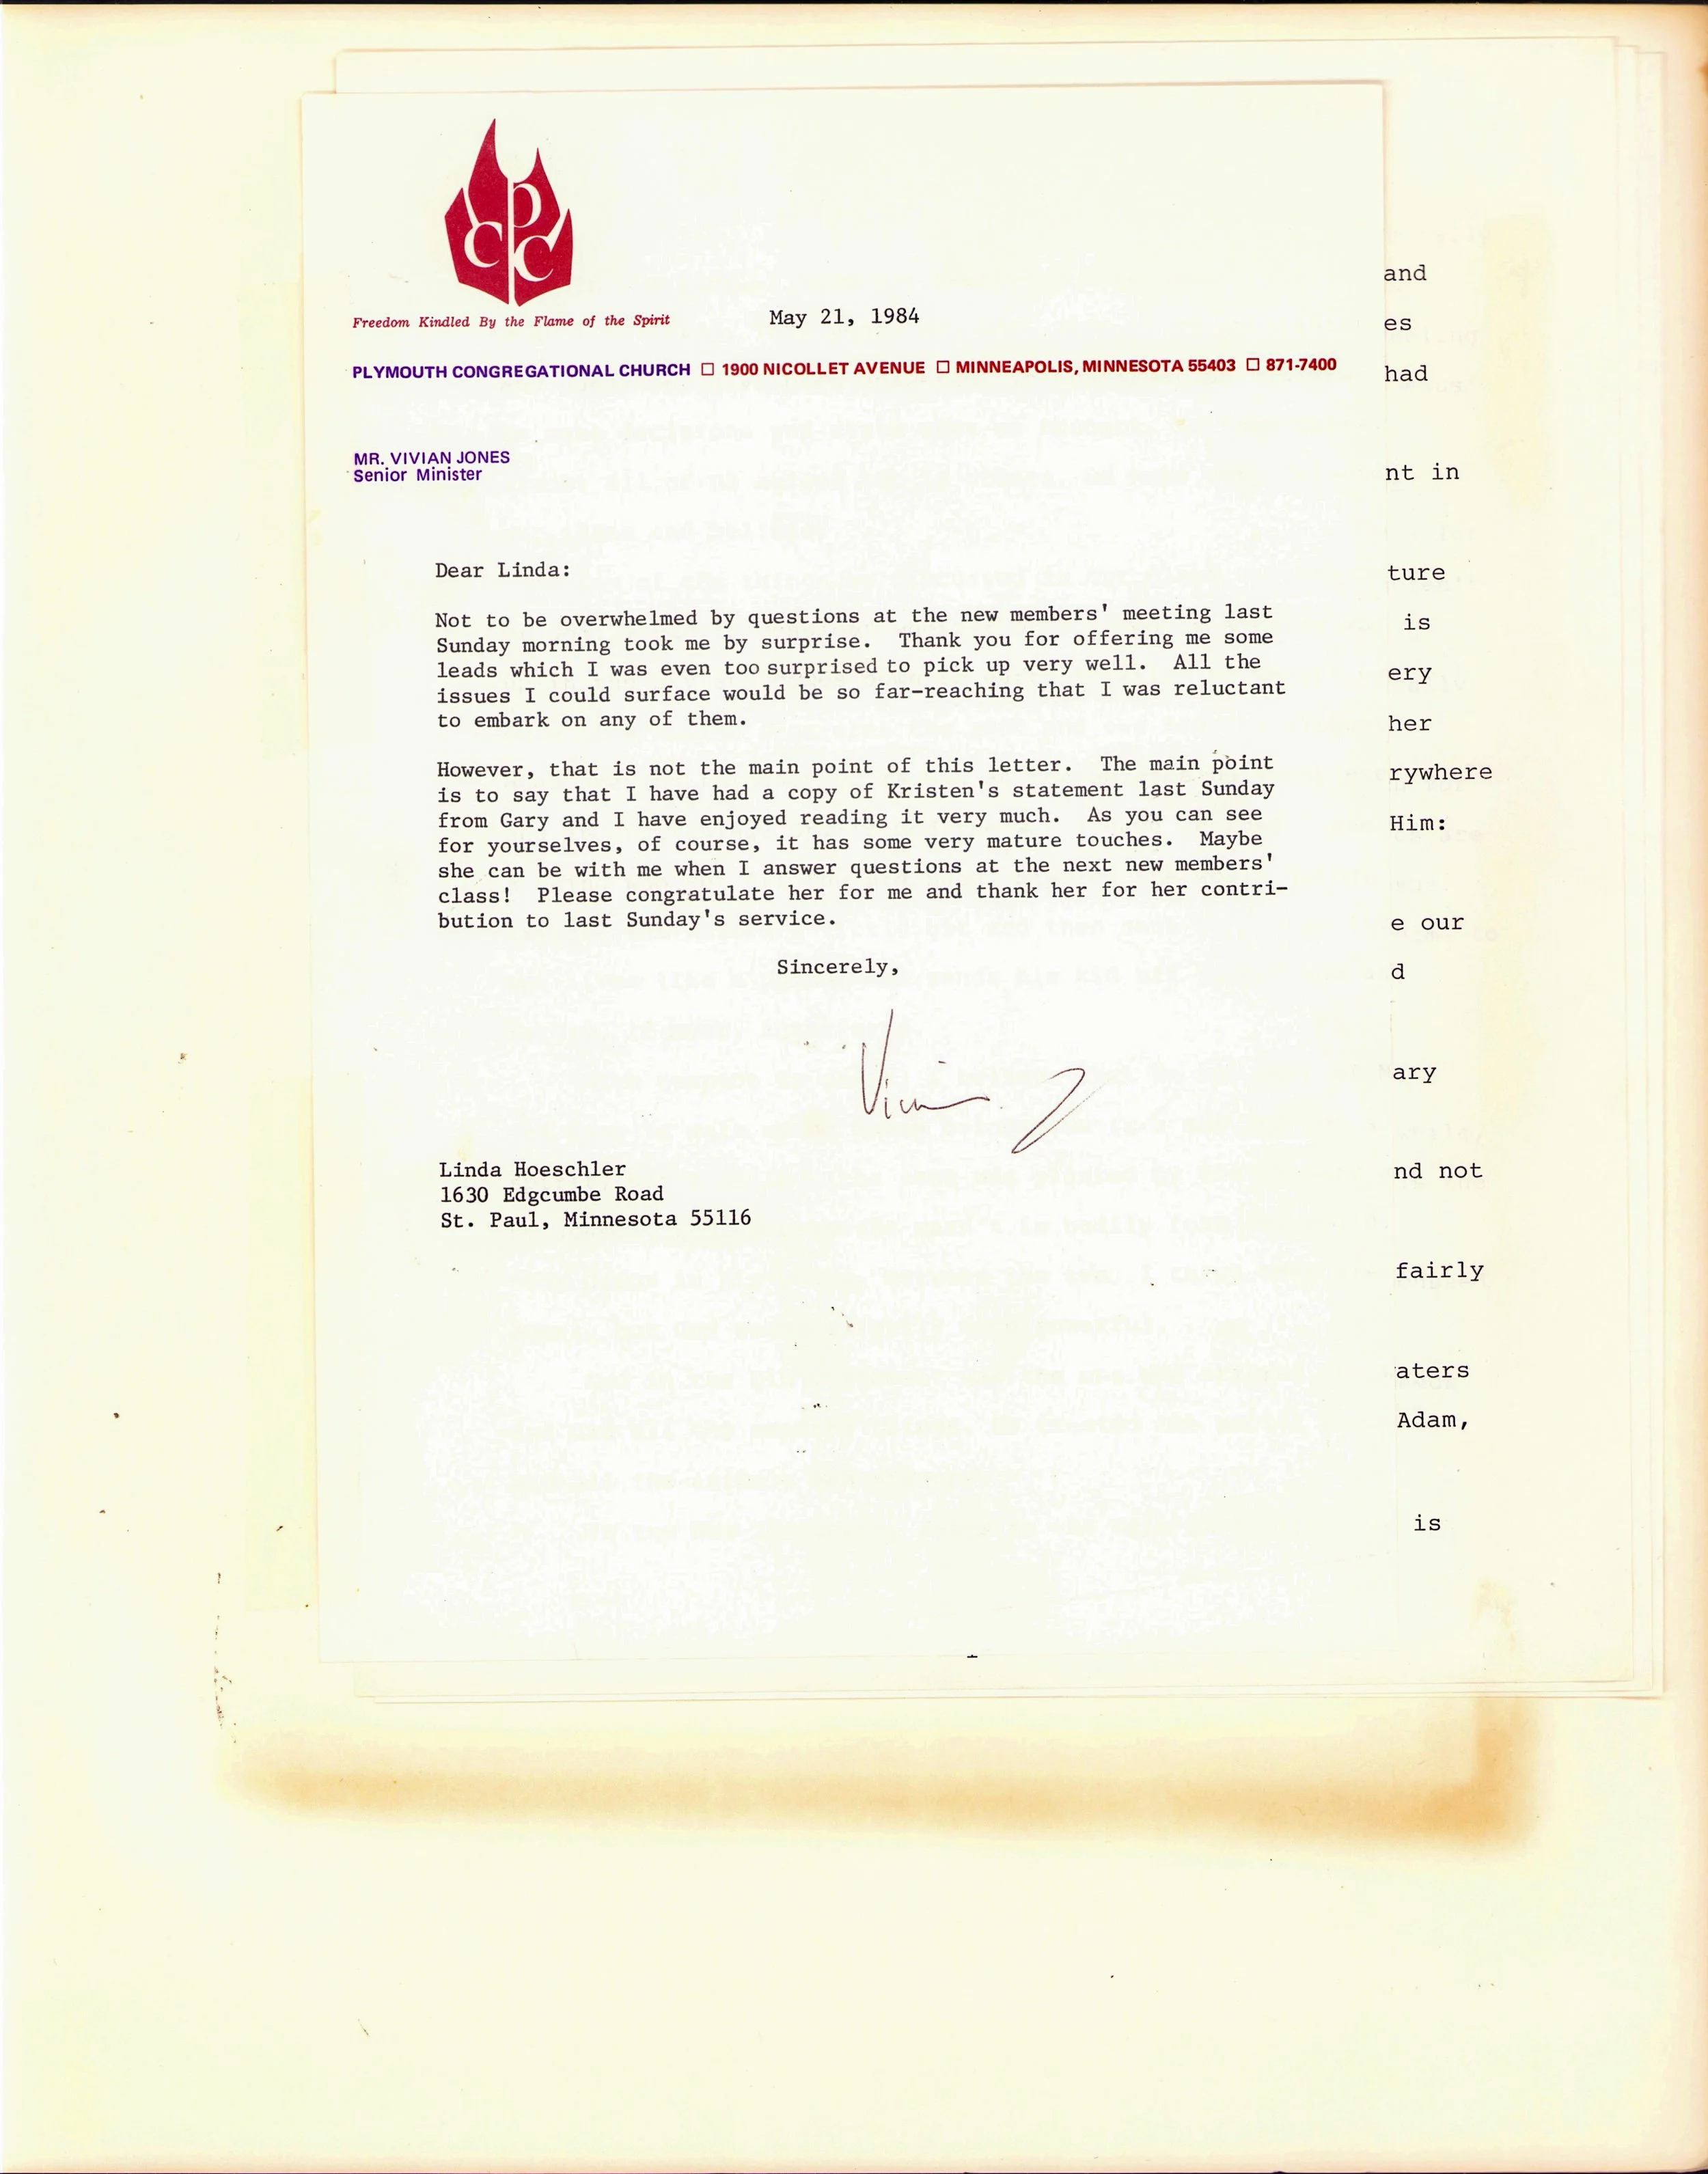 CPC
Freedom Kindled By the Flame of the Spirit
May 21, 1984
PLYMOUTH CONGREGATIONAL CHURCH □ 1900 NICOLLET AVENUE □ MINNEAPOLIS, MINNESOTA 55403 □ 871-7400
MR. VIVIAN JONES
Senior Minister
Dear Linda:
Not to be overwhelmed by questions at the new members' meeting last
Sunday morning took me by surprise. Thank you for offering me some
leads which I was even too surprised to pick up very well. All the
issues I could surface would be so far-reaching that I was reluctant
to embark on any of them.
However, that is not the main point of this letter. The main point
is to say that I have had a copy of Kristen's statement last Sunday
from Gary and I have enjoyed reading it very much. As you can see
for yourselves, of course, it has some very mature touches. Maybe
she can be with me when I answer questions at the next new members'
class! Please congratulate her for me and thank her for her contri-
bution to last Sunday's service.
Sincerely,
Linda Hoeschler
1630 Edgcumbe Road
St. Paul, Minnesota 55116
and
es
had
nt in
ture
is
ery
her
rywhere
Him:
e our
d
ary
nd not
fairly
aters
Adam,
is